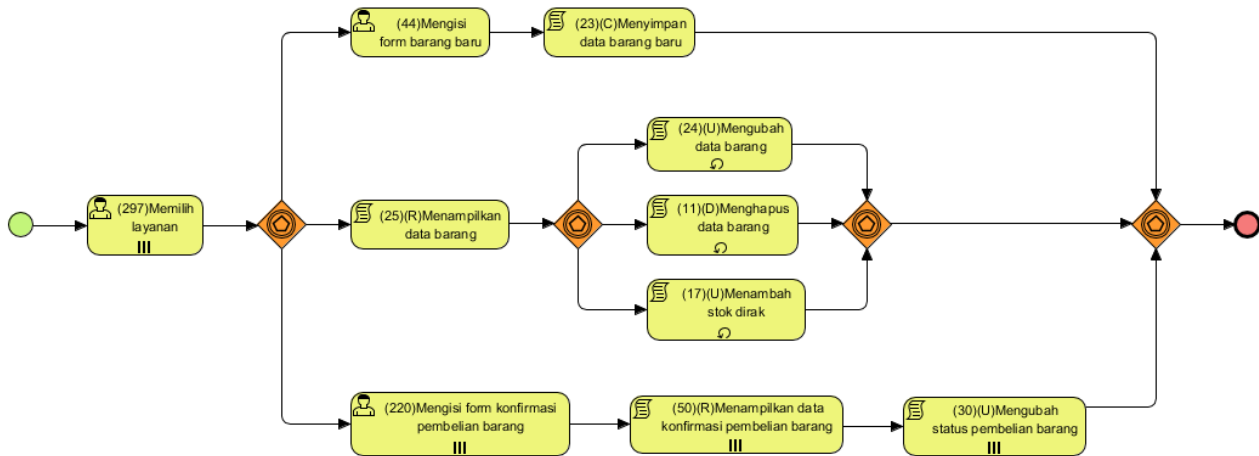 (44)Mengisi
form barang baru
(23)(C)Menyimpan
data barang baru
(24)(U)Mengubah
data barang
(297)Memilih
layanan
(25)(R)Menampilkan
data barang
(11)(D)Menghapus
data barang
(17)(U)Menambah
stok dirak
(220)Mengisi form konfirmasi
pembelian barang
(50)(R)Menampilkan data
konfirmasi pembelian barang
(30)(U)Mengubah
status pembelian barang